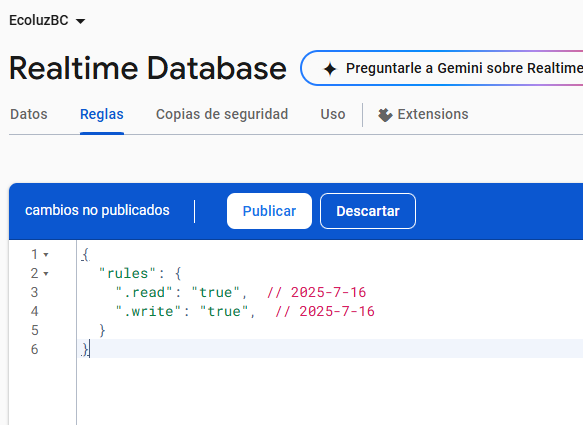 EcoluzBC
Realtime Database
Preguntarle a Gemini sobre Realtime
Datos Reglas Copias de seguridad Uso Extensions
cambios no publicados Publicar Descartar
1 {
2 "rules": {
3 ".read": "true", // 2025-7-16
4 ".write": "true", // 2025-7-16
5 }
6 }